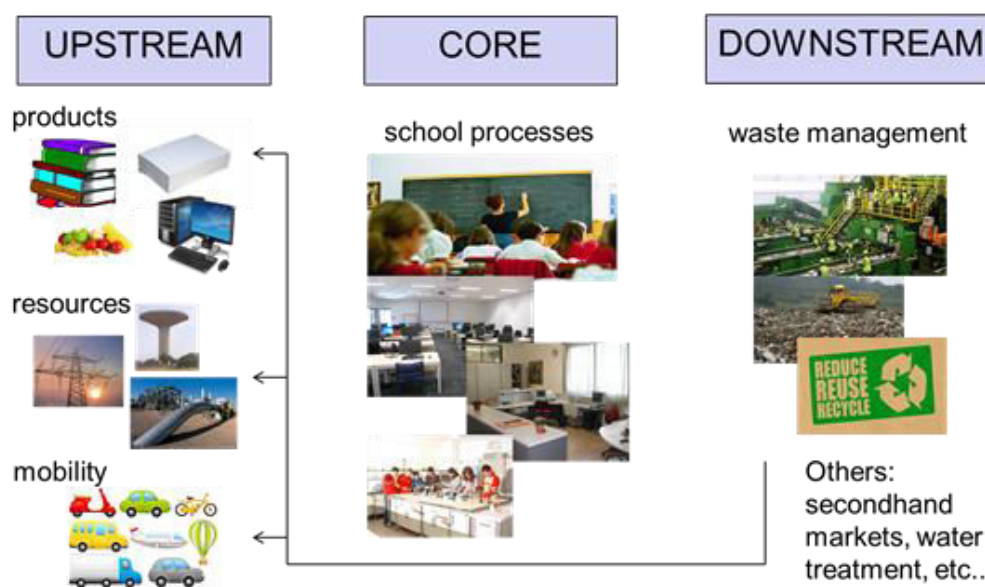 UPSTREAM
CORE
DOWNSTREAM
products
school processes
waste management
resources
REDUCE
REUSE
RECYCLE
mobility
Others:
secondhand
markets, water
treatment, etc..